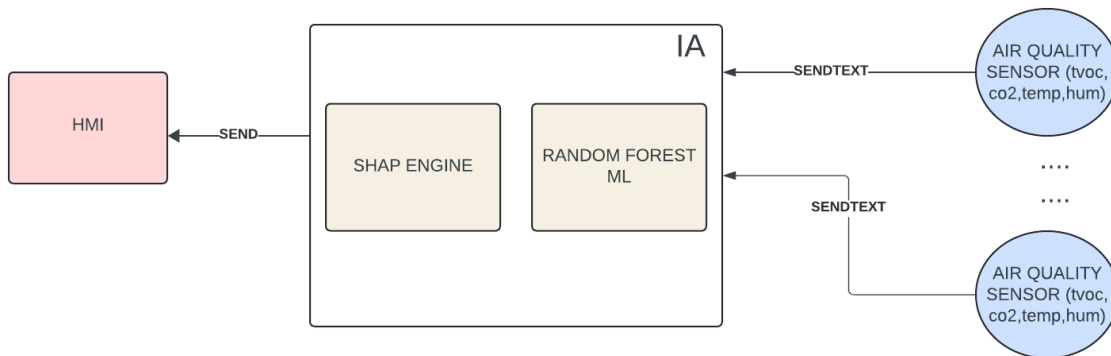 HMI
SEND
IA
SHAP ENGINE
RANDOM FOREST
ML
SENDTEXT
SENDTEXT
AIR QUALITY
SENSOR (tvoc,
co2,temp,hum)
....
....
AIR QUALITY
SENSOR (tvoc,
co2,temp,hum)